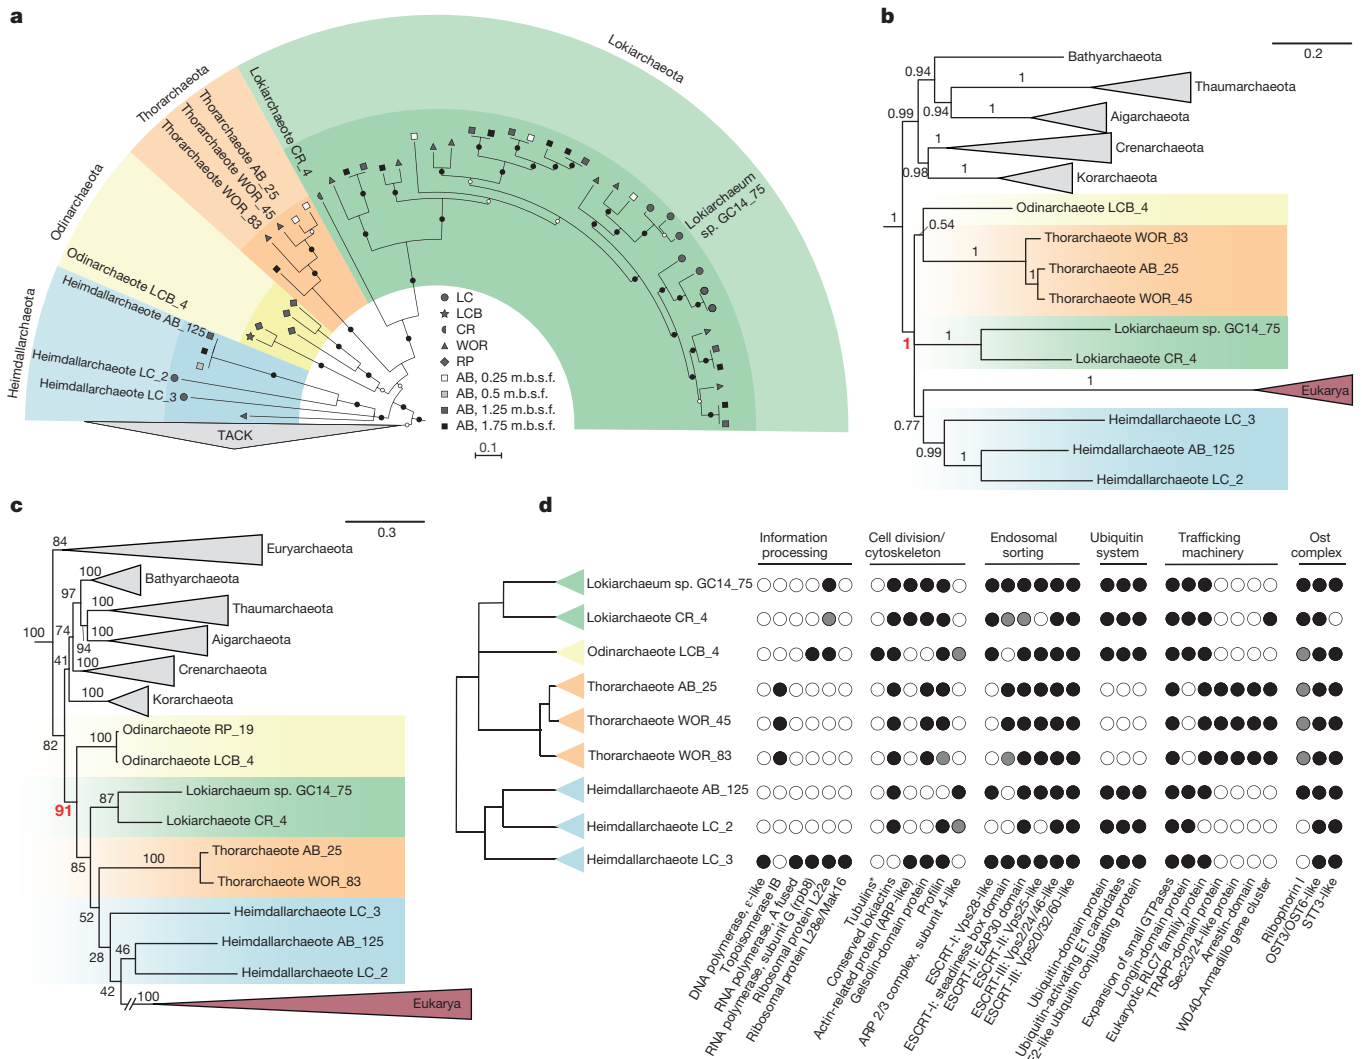 a
Lokiarchaeota
Thorarchaeota
Odinarchaeota
Heimdallarchaeota
Lokiarchaeote CR_4
Thorarchaeote AB_25
Thorarchaeote WOR_45
Thorarchaeote WOR_83
Odinarchaeote LCB_4
Heimdallarchaeote AB_125
Heimdallarchaeote LC_2
Heimdallarchaeote LC_3
Lokiarchaeum
sp. GC14_75
TACK
LC
LCB
CR
WOR
RP
AB, 0.25 m.b.s.f.
AB, 0.5 m.b.s.f.
AB, 1.25 m.b.s.f.
AB, 1.75 m.b.s.f.
0.1
b
0.2
Bathyarchaeota
0.94
1
Thaumarchaeota
0.94
1
Aigarchaeota
0.99
1
Crenarchaeota
0.98
1
Korarchaeota
1
Odinarchaeote LCB_4
0.54
Thorarchaeote WOR_83
1
1
Thorarchaeote AB_25
Thorarchaeote WOR_45
Lokiarchaeum sp. GC14_75
1
1
Lokiarchaeote CR_4
1
Eukarya
0.77
Heimdallarchaeote LC_3
0.99
Heimdallarchaeote AB_125
1
Heimdallarchaeote LC_2
c
0.3
84
Euryarchaeota
100
Bathyarchaeota
97
100
Thaumarchaeota
100
74
100
Aigarchaeota
94
41
100
Crenarchaeota
100
Korarchaeota
82
Odinarchaeote RP_19
100
Odinarchaeote LCB_4
Lokiarchaeum sp. GC14_75
87
91
Lokiarchaeote CR_4
Thorarchaeote AB_25
100
85
Thorarchaeote WOR_83
52
Heimdallarchaeote LC_3
46
Heimdallarchaeote AB_125
28
Heimdallarchaeote LC_2
42
100
Eukarya
d
Information
processing
Cell division/
cytoskeleton
Endosomal
sorting
Ubiquitin
system
Trafficking
machinery
Ost
complex
Lokiarchaeum sp. GC14_75
Lokiarchaeote CR_4
Odinarchaeote LCB_4
Thorarchaeote AB_25
Thorarchaeote WOR_45
Thorarchaeote WOR_83
Heimdallarchaeote AB_125
Heimdallarchaeote LC_2
Heimdallarchaeote LC_3
DNA polymerase, ε-like
Topoisomerase IB
RNA polymerase, A fused
RNA polymerase, subunit G (rpb8)
Ribosomal protein L22e
Ribosomal protein L28e/Mak16
Tubulins*
Conserved lokiactins
Actin-related protein (ARP-like)
Gelsolin-domain protein
Profilin
ARP 2/3 complex, subunit 4-like
ESCRT-I: Vps28-like
ESCRT-I: steadiness box domain
ESCRT-II: EAP30 domain
ESCRT-II: Vps25-like
ESCRT-III: Vps2/24/46-like
ESCRT-III: Vps20/32/60-like
Ubiquitin-domain protein
Ubiquitin-activating E1 candidates
E2-like ubiquitin conjugating protein
Expansion of small GTPases
Longin-domain protein
Eukaryotic RLC7 familiy protein
TRAPP-domain protein
Sec23/24-like protein
Arrestin-domain
WD40–Armadillo gene cluster
Ribophorin I
OST3/OST6-like
STT3-like